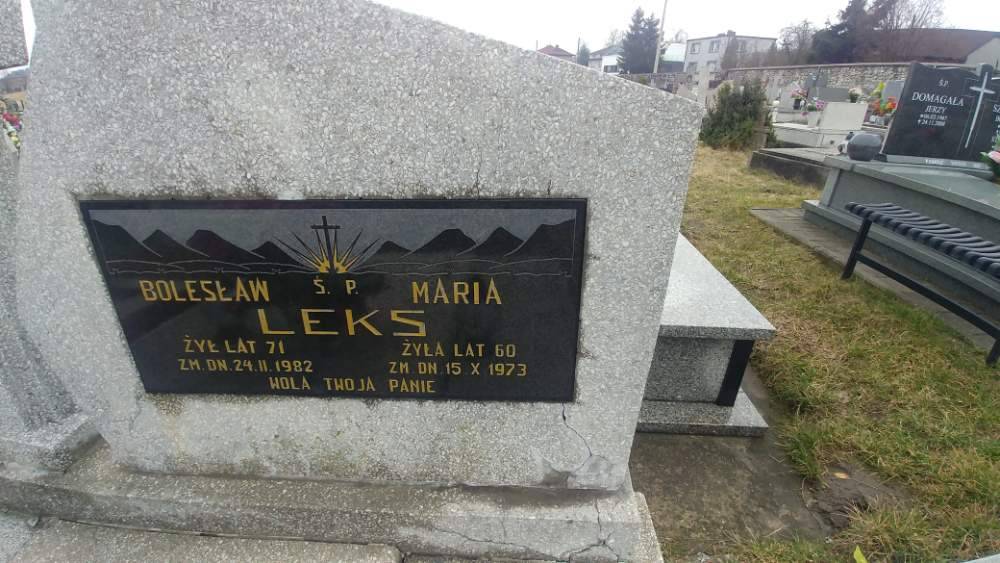 BOLESŁAW Ś. P. MARIA
LEKS
ŻYŁ LAT 71 ŻYŁA LAT 60
ZM. DN. 24.II.1982 ZM. DN. 15 X 1973
WOLA TWOJA PANIE
Ś.P.
DOMAGAŁA
JERZY